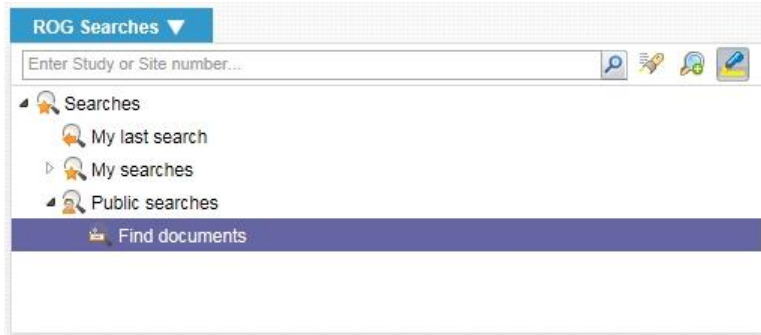 ROG Searches ▼
Enter Study or Site number...
Searches
My last search
My searches
Public searches
Find documents